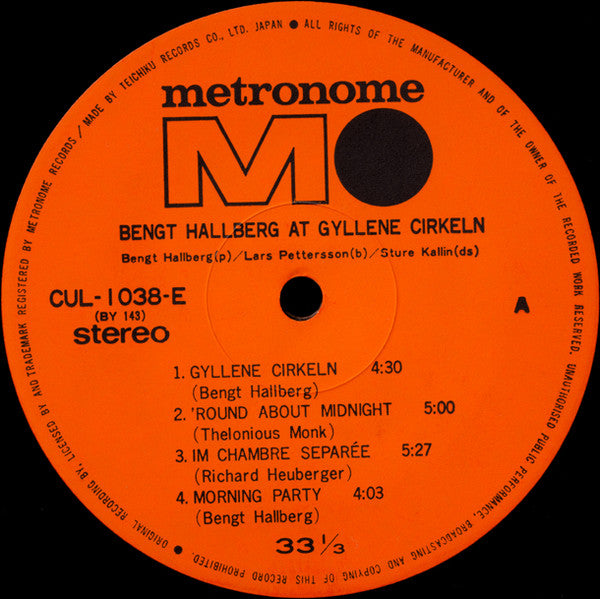 metronome
M
BENGT HALLBERG AT GYLLENE CIRKELN
Bengt Hallberg(p)/Lars Pettersson(b)/Sture Kallin(ds)
CUL-1038-E
(BY 143)
stereo
A
1. GYLLENE CIRKELN 4:30
(Bengt Hallberg)
2. 'ROUND ABOUT MIDNIGHT 5:00
(Thelonious Monk)
3. IM CHAMBRE SEPARÉE 5:27
(Richard Heuberger)
4. MORNING PARTY 4:03
(Bengt Hallberg)
33 1/3
● ORIGINAL RECORDING BY, LICENSED BY AND TRADEMARK REGISTERED BY METRONOME RECORDS / MADE BY TEICHIKU RECORDS CO., LTD. JAPAN ● ALL RIGHTS OF THE MANUFACTURER AND OF THE OWNER OF THE RECORDED WORK RESERVED. UNAUTHORISED PUBLIC PERFORMANCE, BROADCASTING AND COPYING OF THIS RECORD PROHIBITED.